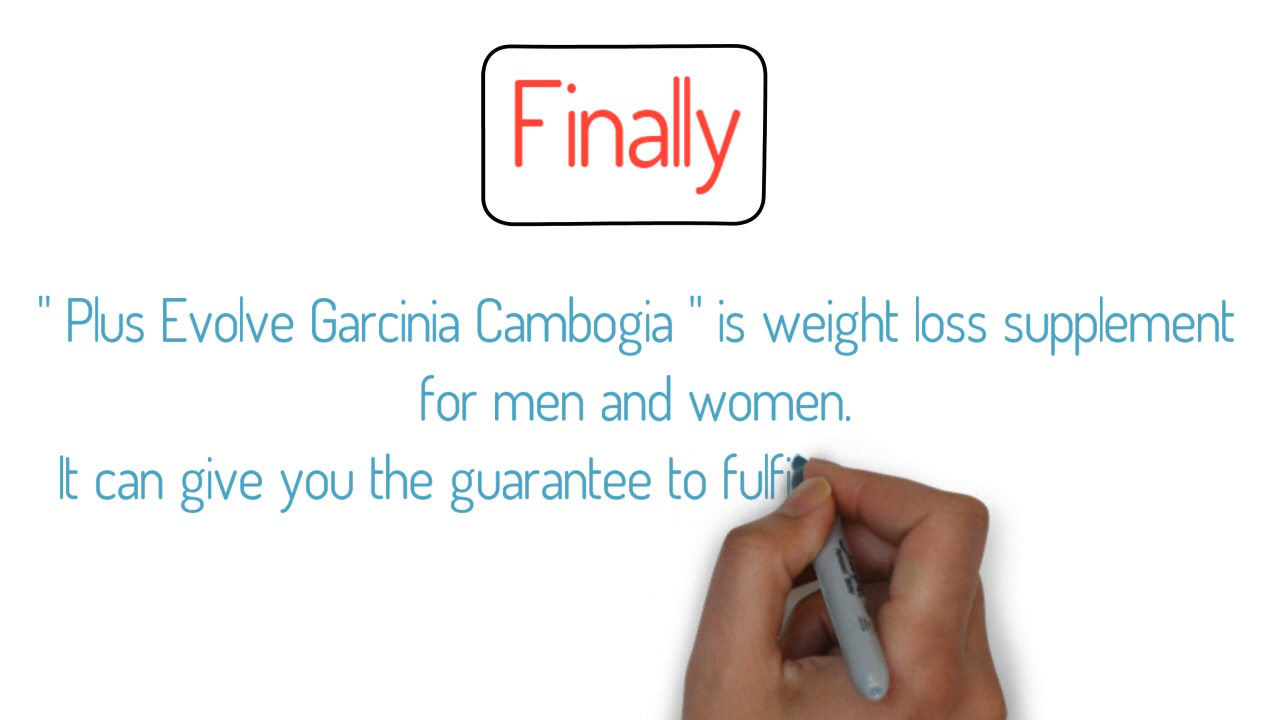 Finally
" Plus Evolve Garcinia Cambogia " is weight loss supplement
for men and women.
It can give you the guarantee to